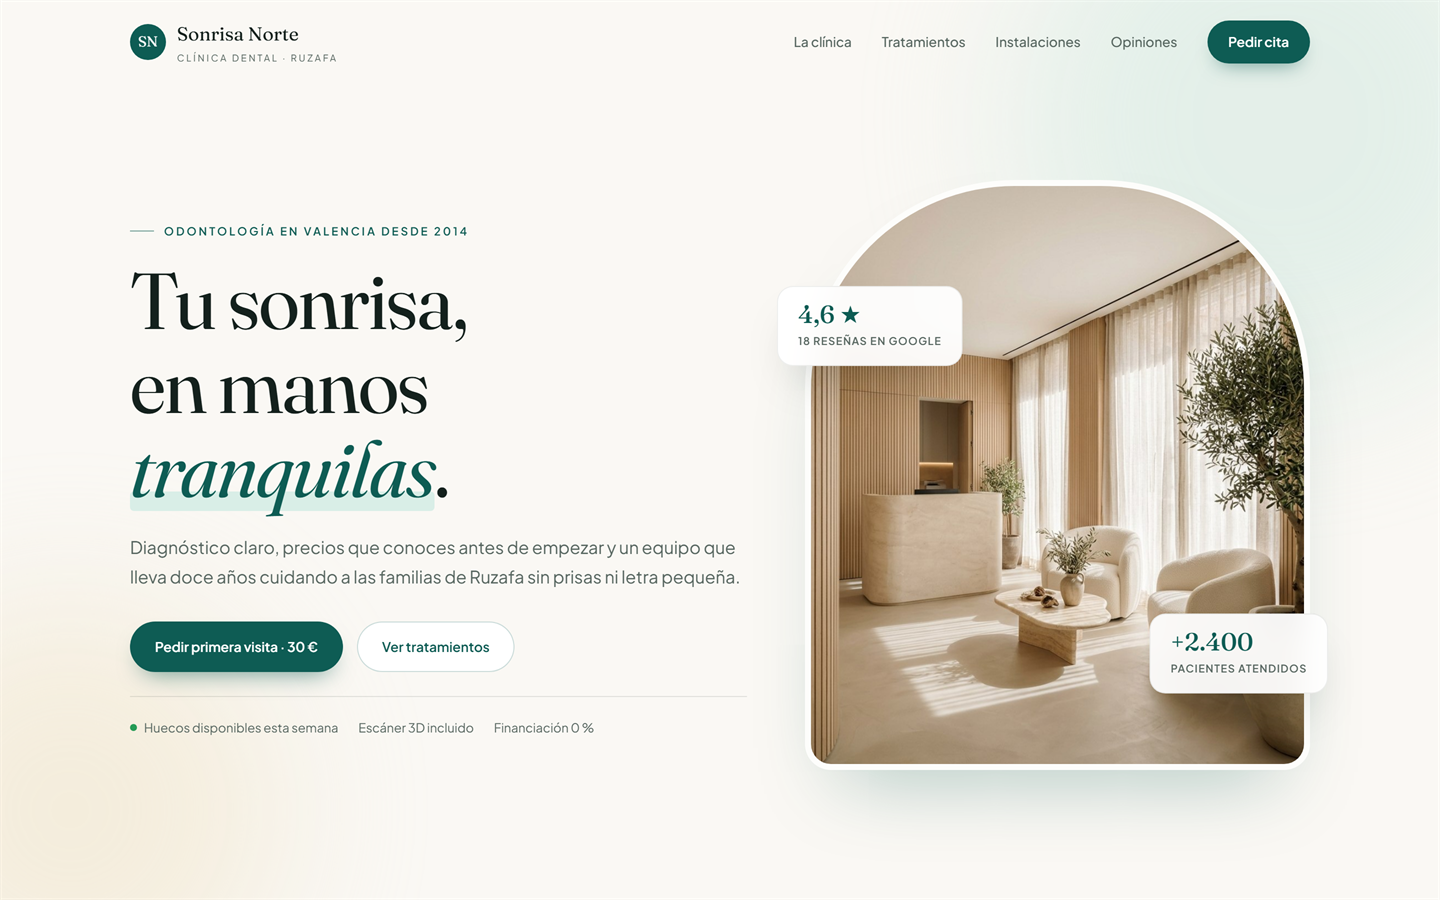 SN
Sonrisa Norte
CLÍNICA DENTAL · RUZAFA
La clínica
Tratamientos
Instalaciones
Opiniones
Pedir cita
ODONTOLOGÍA EN VALENCIA DESDE 2014
Tu sonrisa,
en manos
tranquilas.
Diagnóstico claro, precios que conoces antes de empezar y un equipo que
lleva doce años cuidando a las familias de Ruzafa sin prisas ni letra pequeña.
Pedir primera visita · 30 €
Ver tratamientos
Huecos disponibles esta semana
Escáner 3D incluido
Financiación 0 %
4,6 ★
18 RESEÑAS EN GOOGLE
+2.400
PACIENTES ATENDIDOS